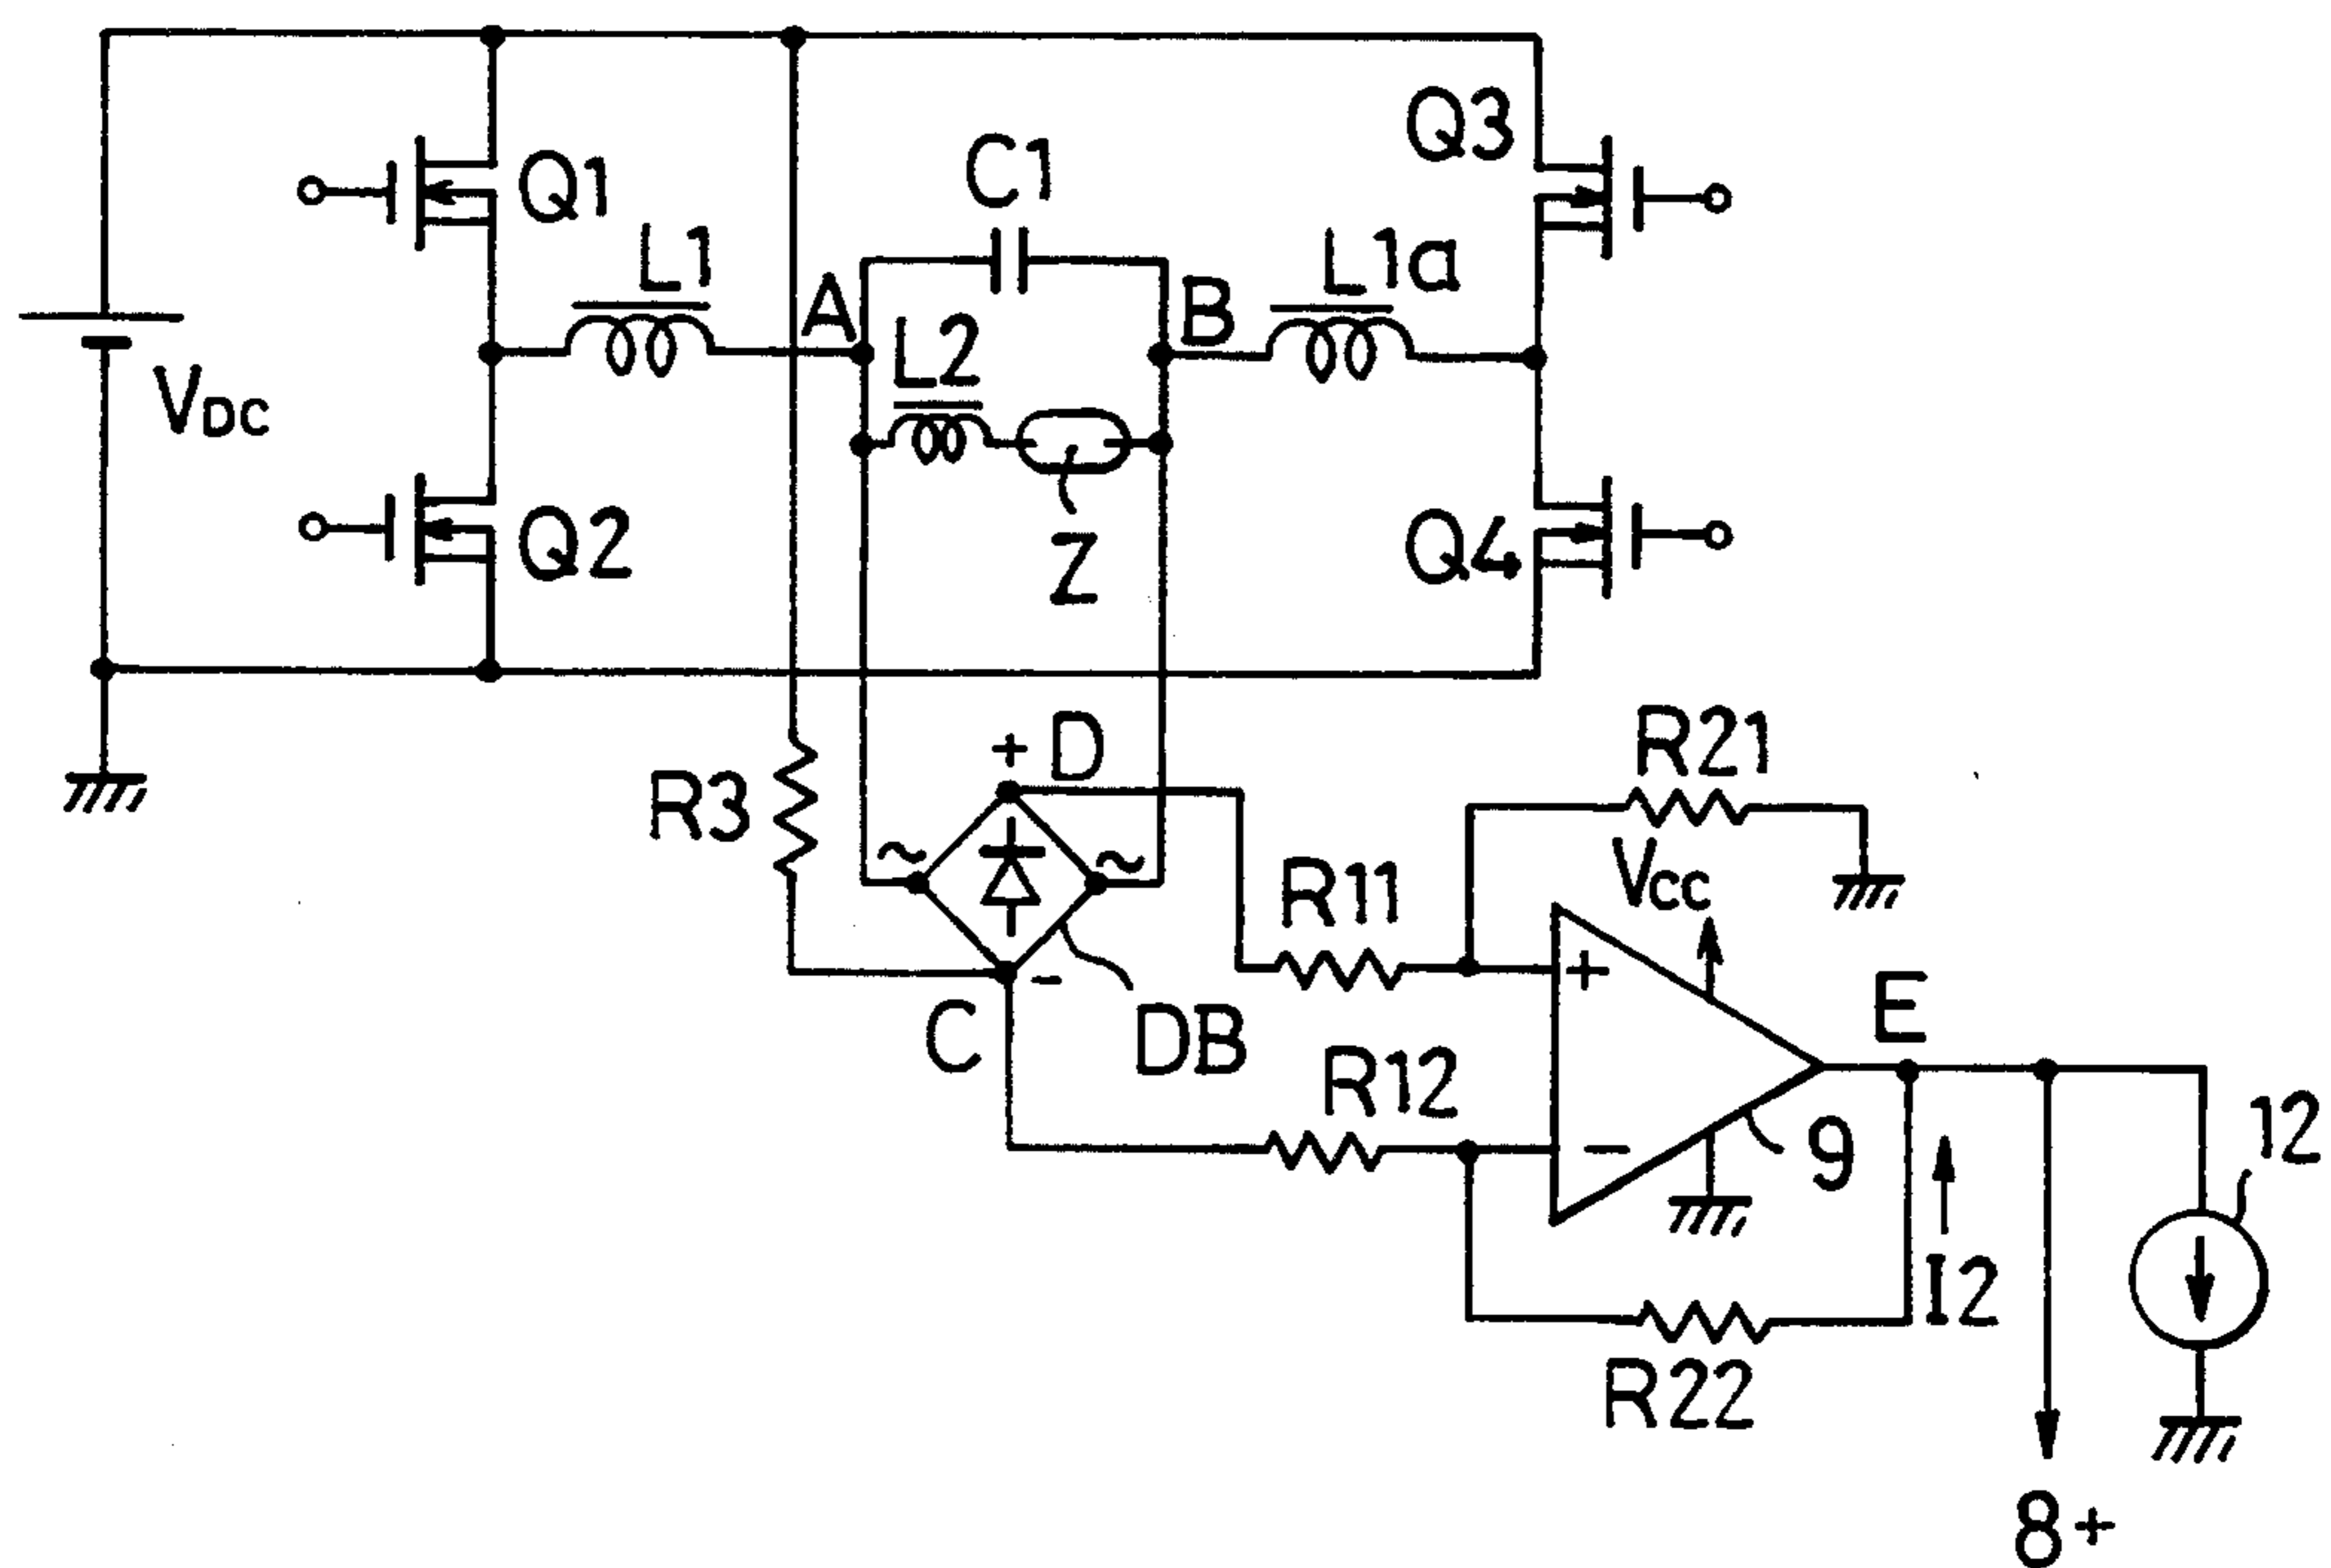 Q1
C1
Q3
L1
A
L2
B
L1a
VDC
Q2
Z
Q4
R3
+ D
~
~
R21
R11
VCC
C
-
DB
+
E
R12
-
9
12
I2
R22
8+